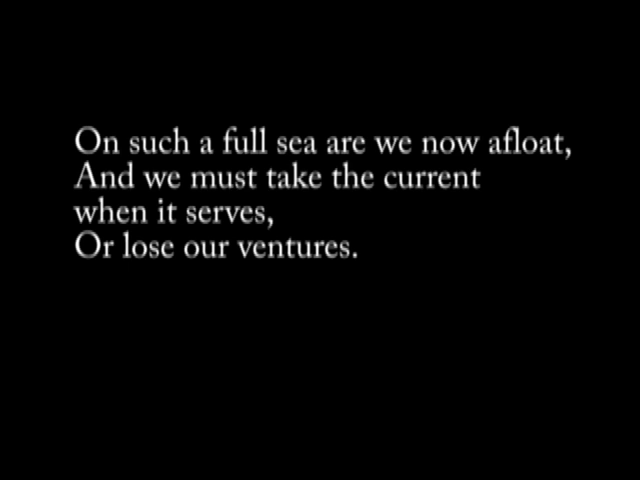 On such a full sea are we now afloat,
And we must take the current
when it serves,
Or lose our ventures.